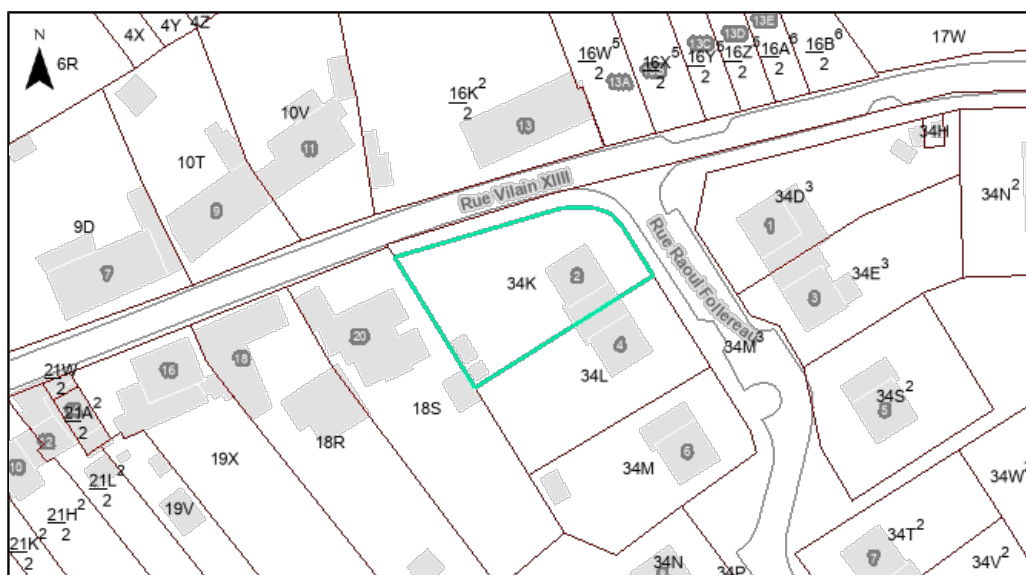 N
4X
4Y
4Z
6R
10V
10T
9D
9
11
7
16K²
2
13
16W⁵
2
13A
16X⁵
2
16Y⁵
2
13C
16Z⁵
2
13D
16A⁶
2
13E
16B⁶
2
17W
34H
34N²
34D³
1
34E³
3
Rue Vilain XIIII
Rue Raoul Follereau
34K
2
4
34L
34M³
34S²
5
20
18
16
18S
18R
19X
19V
21W
2
21A²
2
12
10
21L²
2
21H²
2
21K²
2
34M
6
34N
34P
34T²
7
34V²
34W²